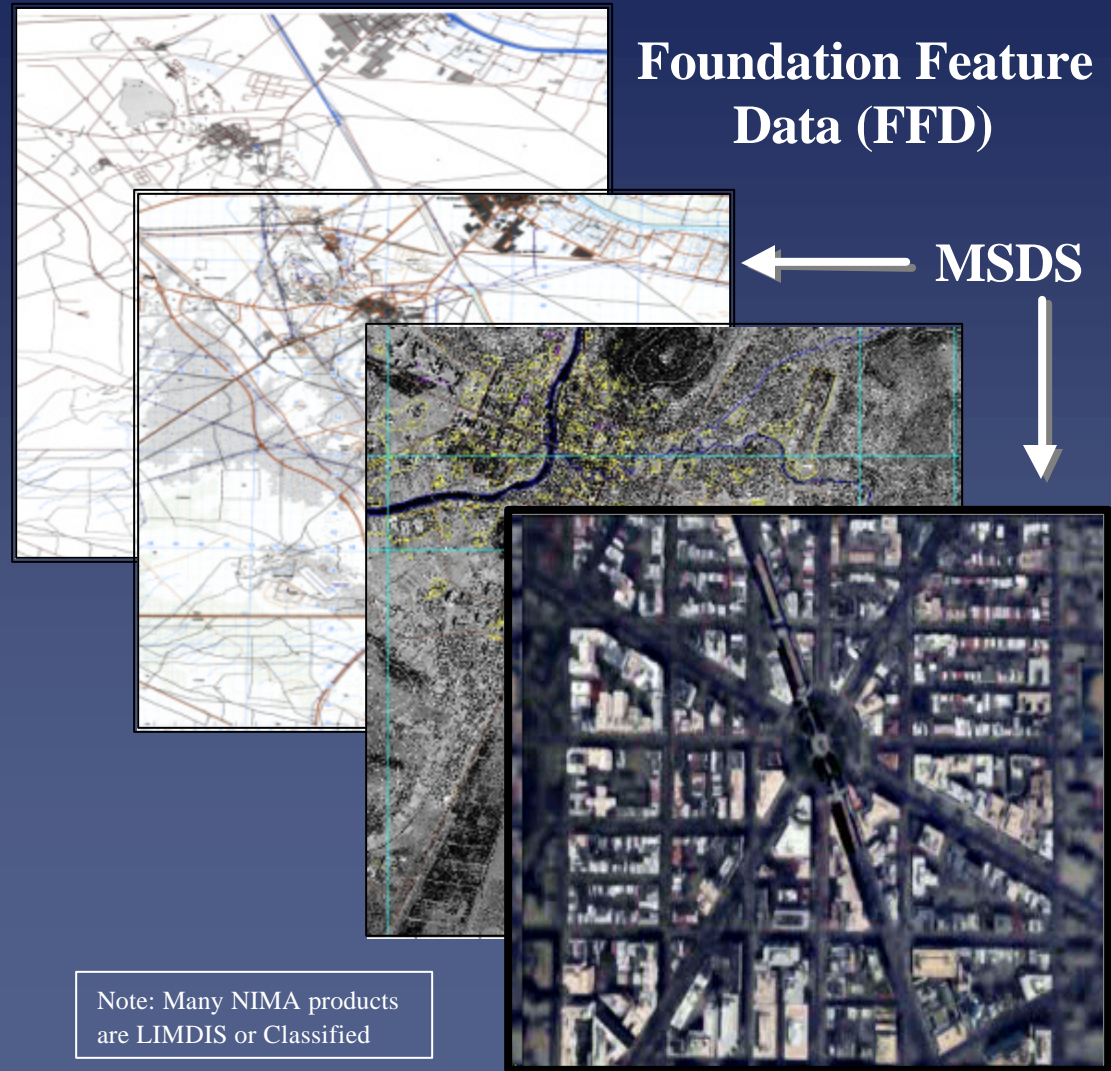 Foundation Feature
Data (FFD)
MSDS
Note: Many NIMA products
are LIMDIS or Classified